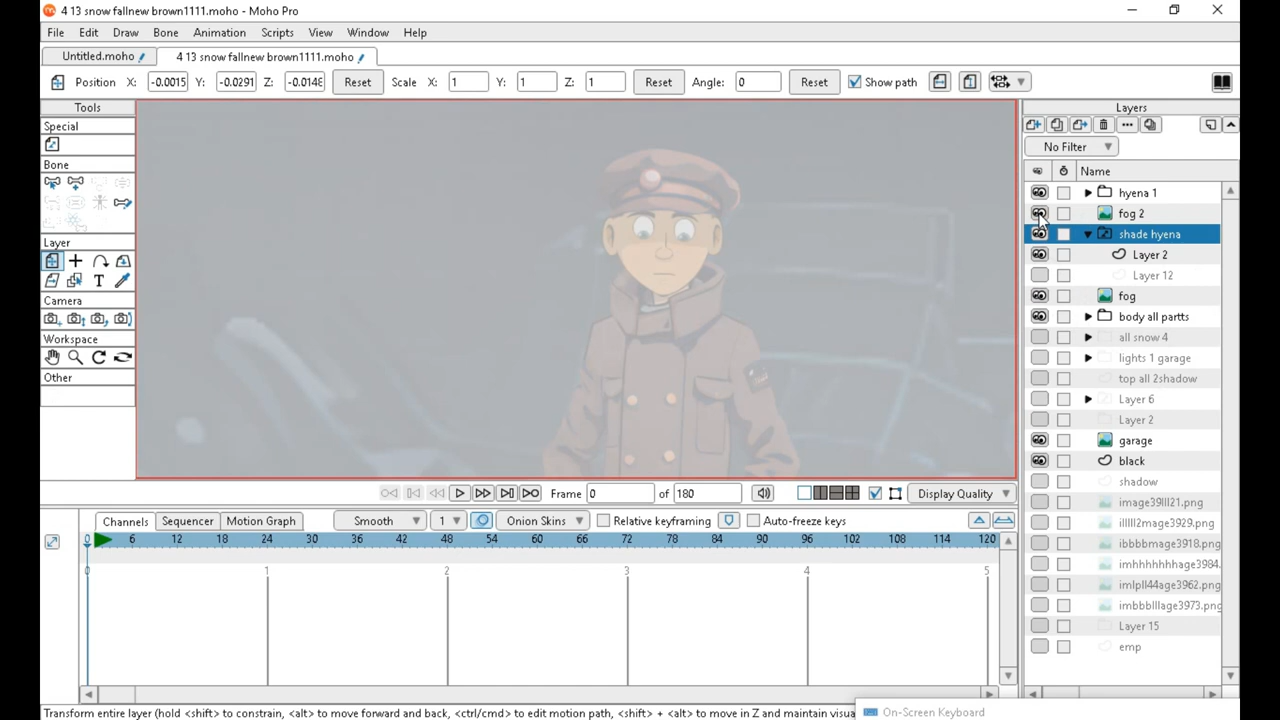 4 13 snow fallnew brown1111.moho - Moho Pro
File Edit Draw Bone Animation Scripts View Window Help
Untitled.moho 4 13 snow fallnew brown1111.moho
Position X: -0.0015 Y: -0.0291 Z: -0.0148 Reset Scale X: 1 Y: 1 Z: 1 Reset Angle: 0 Reset Show path
Tools
Special
Bone
Layer
Camera
Workspace
Other
Layers
No Filter
Name
hyena 1
fog 2
shade hyena
Layer 2
Layer 12
fog
body all partts
all snow 4
lights 1 garage
top all 2shadow
Layer 6
Layer 2
garage
black
shadow
image39lll21.png
illlll2mage3929.png
ibbbbmage3918.png
imhhhhhhage3984.
imlpll44age3962.png
imbbblllage3973.png
Layer 15
emp
Frame 0 of 180 Display Quality
Channels Sequencer Motion Graph Smooth 1 Onion Skins Relative keyframing Auto-freeze keys
0 6 12 18 24 30 36 42 48 54 60 66 72 78 84 90 96 102 108 114 120
0 1 2 3 4 5
Transform entire layer (hold <shift> to constrain, <alt> to move forward and back, <ctrl/cmd> to edit motion path, <shift> + <alt> to move in Z and maintain visua
On-Screen Keyboard